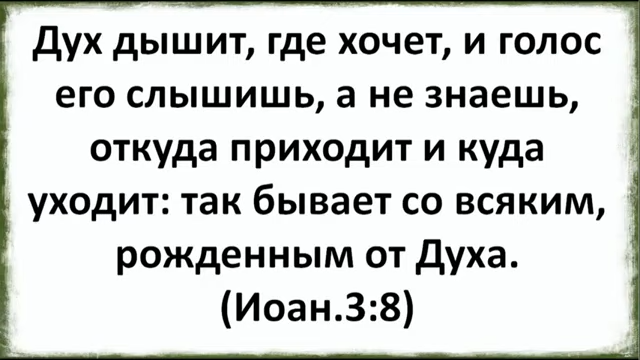 Дух дышит, где хочет, и голос
его слышишь, а не знаешь,
откуда приходит и куда
уходит: так бывает со всяким,
рожденным от Духа.
(Иоан.3:8)